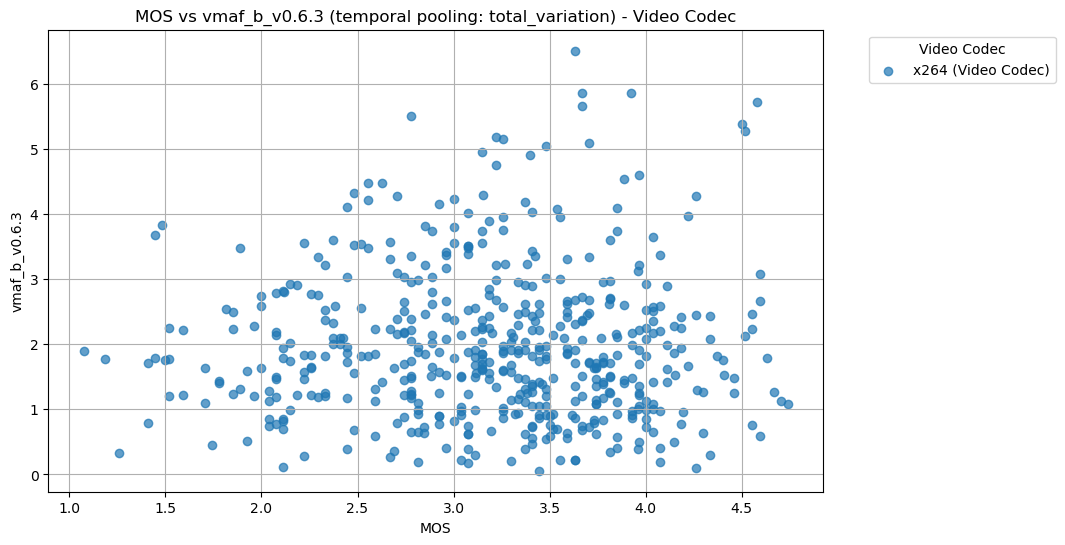 MOS vs vmaf_b_v0.6.3 (temporal pooling: total_variation) - Video Codec
Video Codec
x264 (Video Codec)
vmaf_b_v0.6.3
6
5
4
3
2
1
0
1.0 1.5 2.0 2.5 3.0 3.5 4.0 4.5
MOS